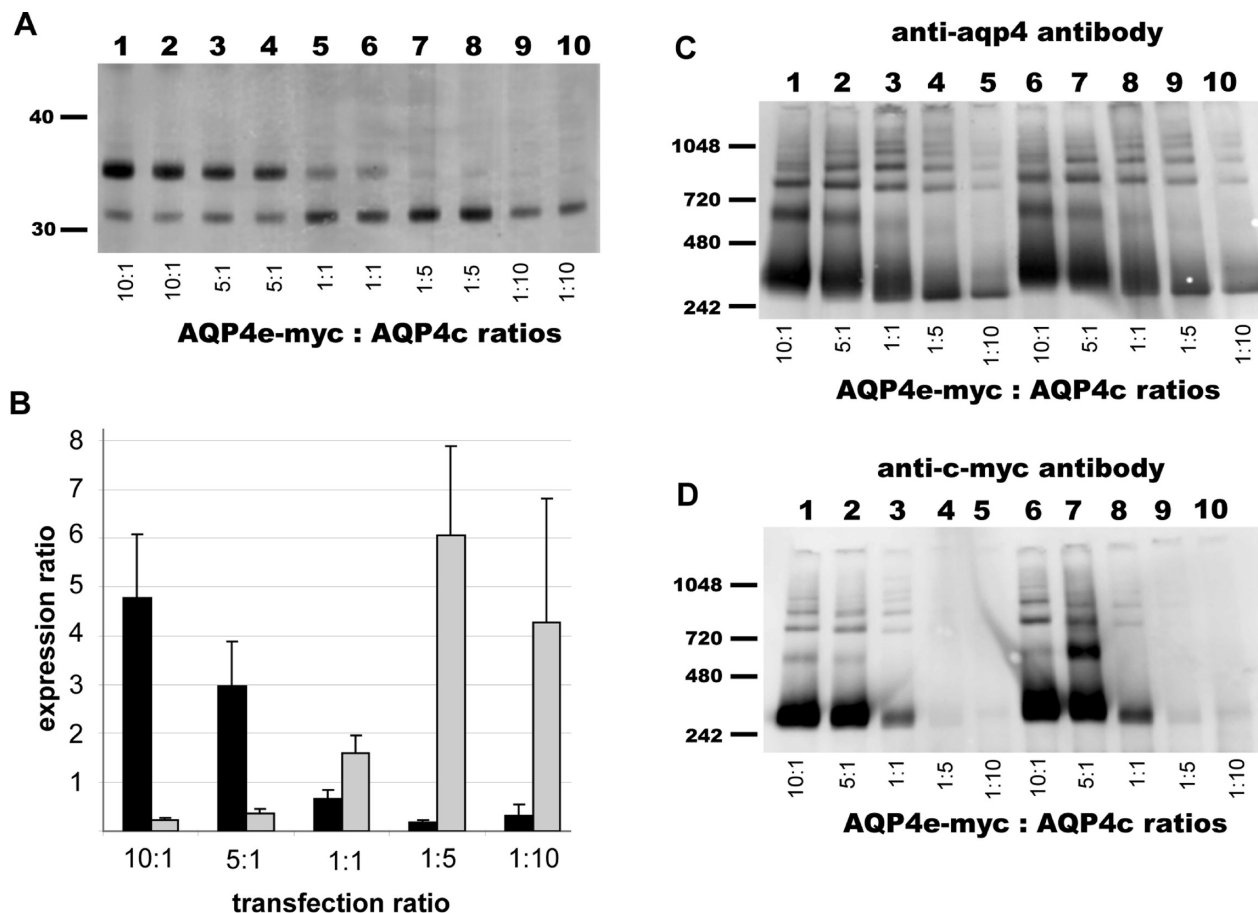 A
1 2 3 4 5 6 7 8 9 10
40
30
10:1 10:1 5:1 5:1 1:1 1:1 1:5 1:5 1:10 1:10
AQP4e-myc : AQP4c ratios
B
expression ratio
8
7
6
5
4
3
2
1
10:1 5:1 1:1 1:5 1:10
transfection ratio
C
anti-aqp4 antibody
1 2 3 4 5 6 7 8 9 10
1048
720
480
242
10:1 5:1 1:1 1:5 1:10 10:1 5:1 1:1 1:5 1:10
AQP4e-myc : AQP4c ratios
D
anti-c-myc antibody
1 2 3 4 5 6 7 8 9 10
1048
720
480
242
10:1 5:1 1:1 1:5 1:10 10:1 5:1 1:1 1:5 1:10
AQP4e-myc : AQP4c ratios